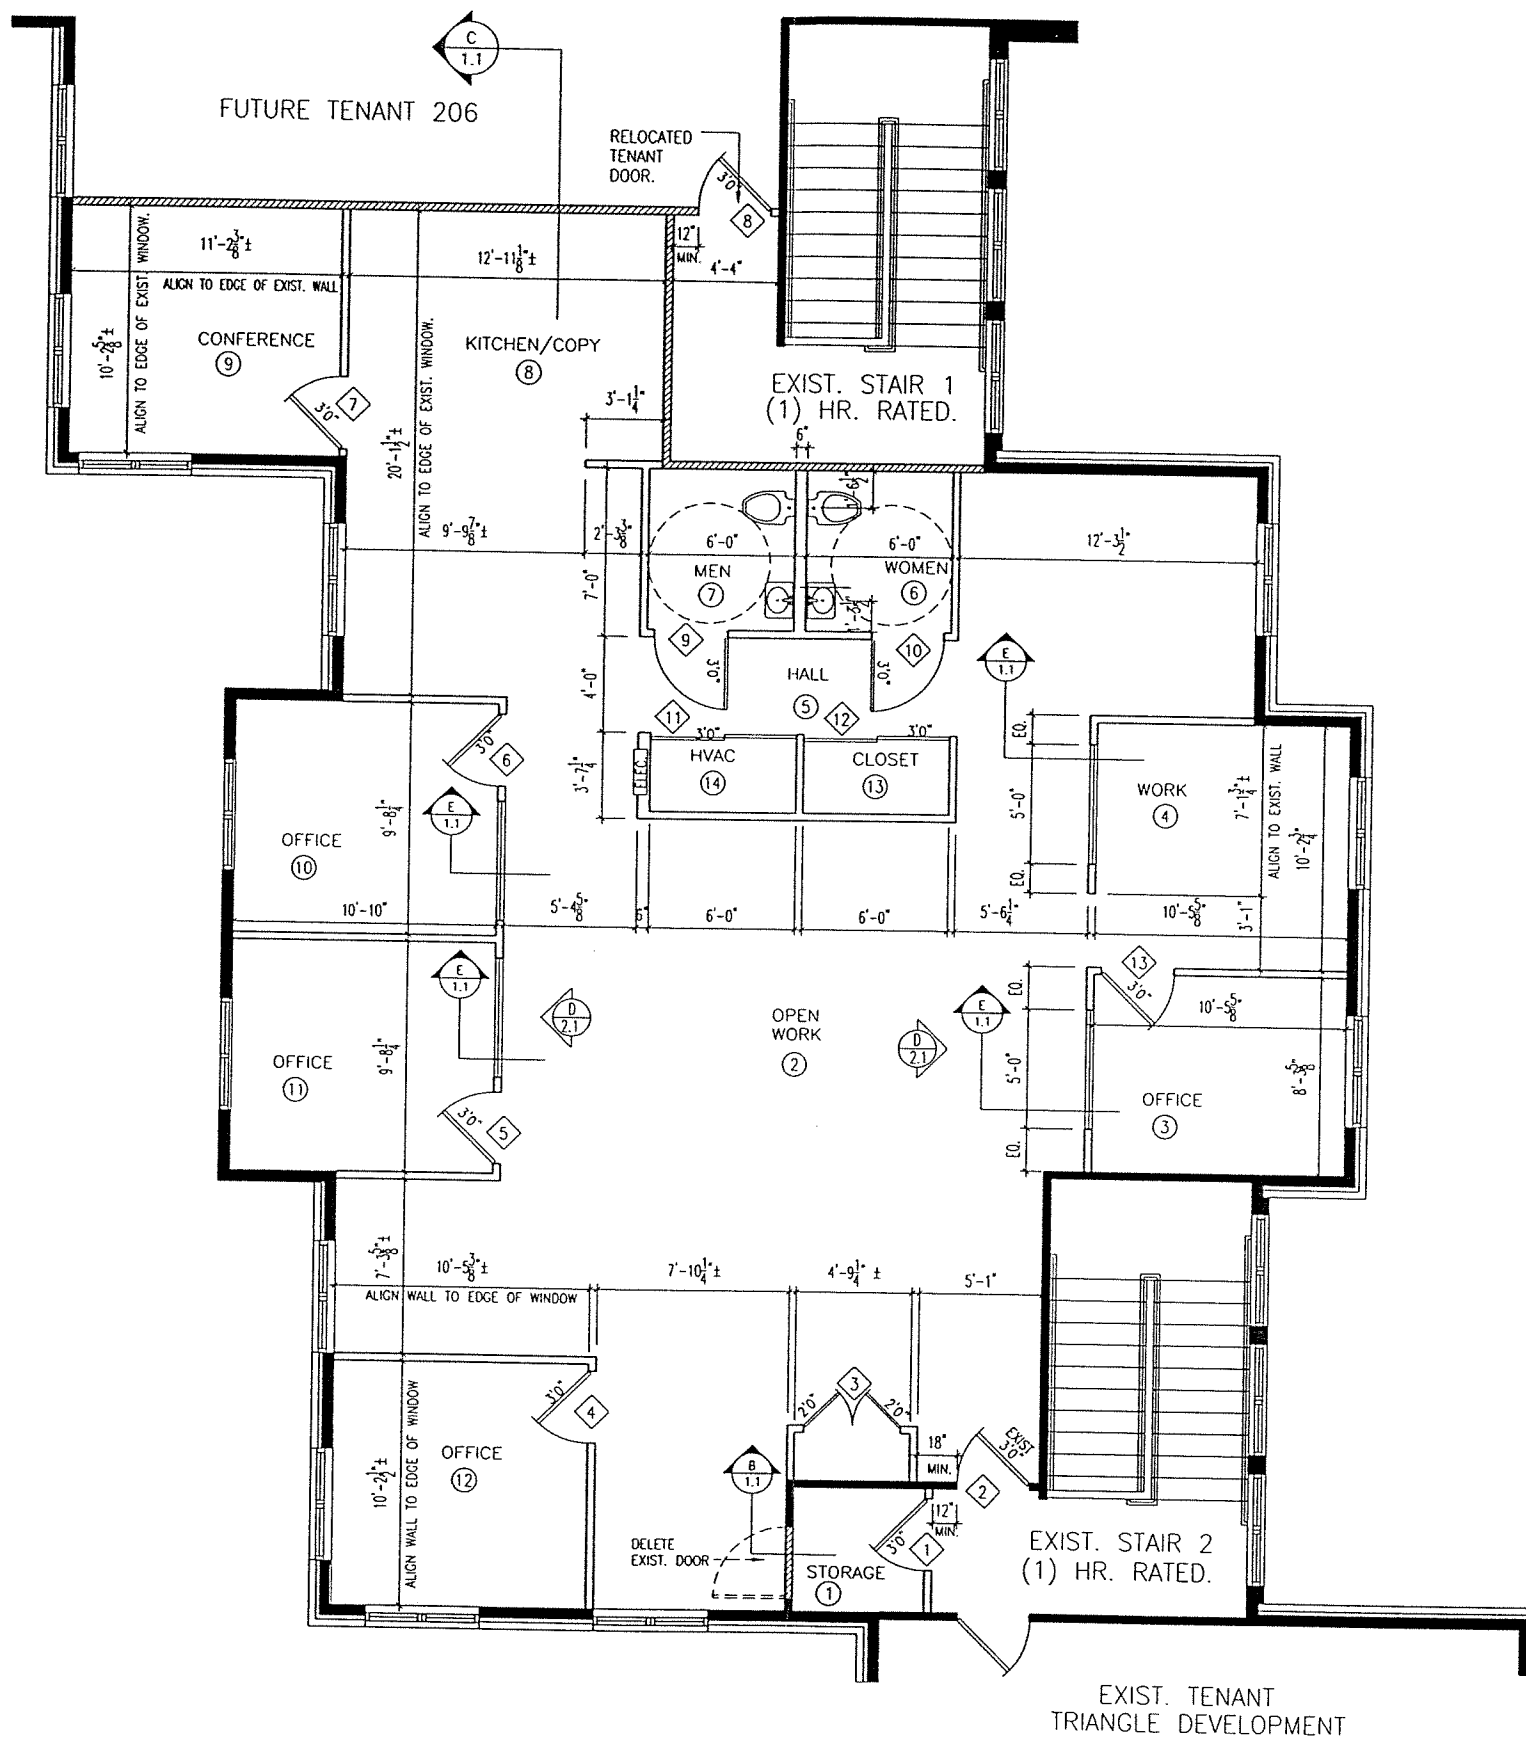 C
1.1
FUTURE TENANT 206
RELOCATED
TENANT
DOOR.
3'0"
8
12"
MIN.
4'-4"
11'-2 3/8"±
12'-11 1/8"±
ALIGN TO EDGE OF EXIST. WALL
ALIGN TO EDGE OF EXIST. WINDOW.
10'-2 5/8"±
CONFERENCE
9
KITCHEN/COPY
8
3'0"
7
20'-1 1/2"±
ALIGN TO EDGE OF EXIST. WINDOW.
3'-1 1/4"
EXIST. STAIR 1
(1) HR. RATED.
6"
9'-9 7/8"±
2'-3 3/8"
6'-0"
6'-0"
12'-3 1/2"
MEN
7
WOMEN
6
7'-0"
9
10
3'0"
3'0"
E
1.1
HALL
5
4'-0"
11
12
3'0"
3'0"
HVAC
14
CLOSET
13
ELEC.
3'-7 1/4"
3'0"
6
E
1.1
OFFICE
10
9'-8 1/4"
EQ.
5'-0"
EQ.
WORK
4
7'-1 3/4"±
ALIGN TO EXIST. WALL
10'-2 3/4"
10'-10"
5'-4 5/8"
6"
6'-0"
6'-0"
5'-6 1/4"
10'-5 5/8"
3'-1"
E
1.1
OFFICE
11
9'-8 1/4"
D
2.1
OPEN
WORK
2
D
2.1
E
1.1
EQ.
5'-0"
EQ.
13
3'0"
10'-5 5/8"
OFFICE
3
8'-3 5/8"
3'0"
5
7'-3 5/8"±
10'-5 3/8"±
7'-10 1/4"±
4'-9 1/4" ±
5'-1"
ALIGN WALL TO EDGE OF WINDOW
3'0"
4
2'0"
3
2'0"
OFFICE
12
10'-2 1/2"±
ALIGN WALL TO EDGE OF WINDOW
B
1.1
18"
MIN.
EXIST
3'0"
2
12"
MIN.
DELETE
EXIST. DOOR
3'0"
1
STORAGE
1
EXIST. STAIR 2
(1) HR. RATED.
EXIST. TENANT
TRIANGLE DEVELOPMENT